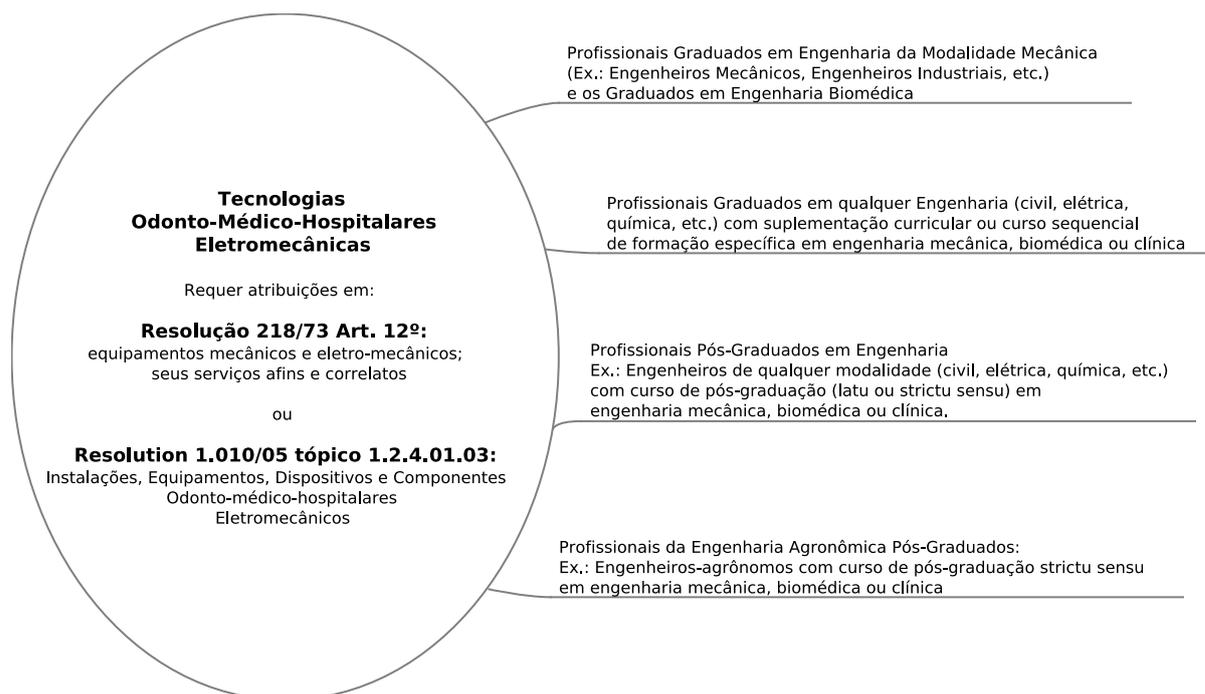 Tecnologias
Odonto-Médico-Hospitalares
Eletromecânicas
Requer atribuições em:
Resolução 218/73 Art. 12º:
equipamentos mecânicos e eletro-mecânicos;
seus serviços afins e correlatos
ou
Resolution 1.010/05 tópico 1.2.4.01.03:
Instalações, Equipamentos, Dispositivos e Componentes
Odonto-médico-hospitalares
Eletromecânicos
Profissionais Graduados em Engenharia da Modalidade Mecânica
(Ex.: Engenheiros Mecânicos, Engenheiros Industriais, etc.)
e os Graduados em Engenharia Biomédica
Profissionais Graduados em qualquer Engenharia (civil, elétrica,
química, etc.) com suplementação curricular ou curso sequencial
de formação específica em engenharia mecânica, biomédica ou clínica
Profissionais Pós-Graduados em Engenharia
Ex.: Engenheiros de qualquer modalidade (civil, elétrica, química, etc.)
com curso de pós-graduação (latu ou strictu sensu) em
engenharia mecânica, biomédica ou clínica.
Profissionais da Engenharia Agronômica Pós-Graduados:
Ex.: Engenheiros-agrônomos com curso de pós-graduação strictu sensu
em engenharia mecânica, biomédica ou clínica